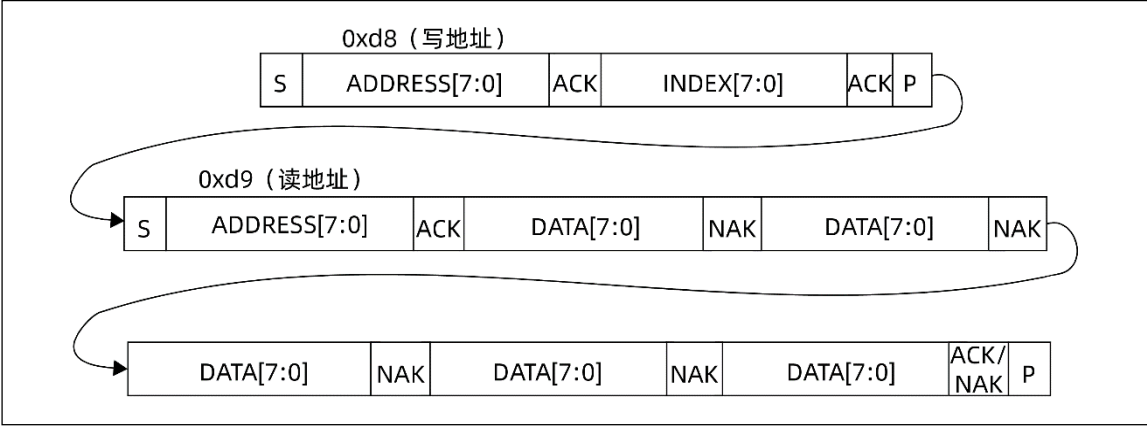 0xd8（写地址）
S ADDRESS[7:0] ACK INDEX[7:0] ACK P
0xd9（读地址）
S ADDRESS[7:0] ACK DATA[7:0] NAK DATA[7:0] NAK
DATA[7:0] NAK DATA[7:0] NAK DATA[7:0] ACK/NAK P